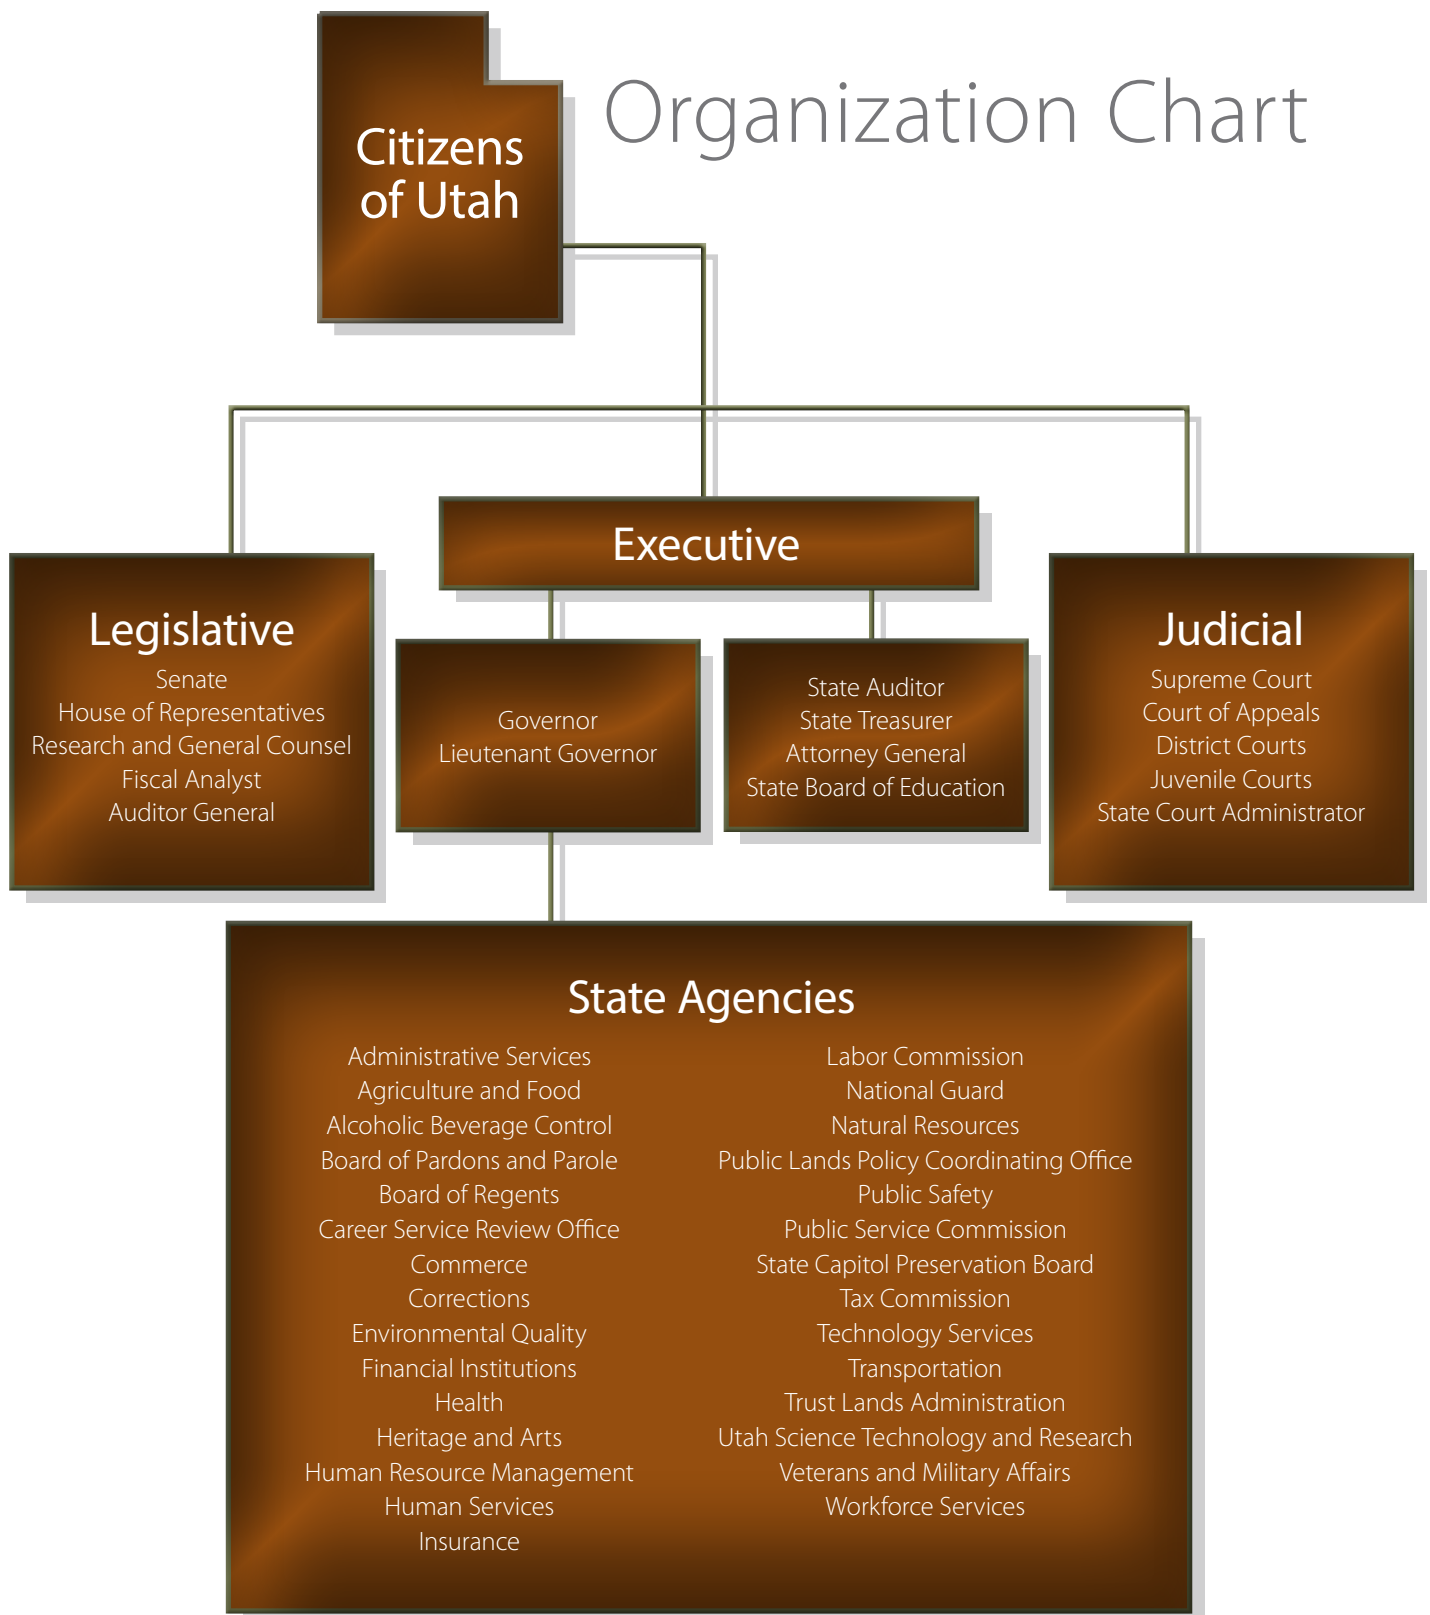 Citizens
of Utah
Organization Chart
Executive
Legislative
Senate
House of Representatives
Research and General Counsel
Fiscal Analyst
Auditor General
Governor
Lieutenant Governor
State Auditor
State Treasurer
Attorney General
State Board of Education
Judicial
Supreme Court
Court of Appeals
District Courts
Juvenile Courts
State Court Administrator
State Agencies
Administrative Services
Agriculture and Food
Alcoholic Beverage Control
Board of Pardons and Parole
Board of Regents
Career Service Review Office
Commerce
Corrections
Environmental Quality
Financial Institutions
Health
Heritage and Arts
Human Resource Management
Human Services
Insurance
Labor Commission
National Guard
Natural Resources
Public Lands Policy Coordinating Office
Public Safety
Public Service Commission
State Capitol Preservation Board
Tax Commission
Technology Services
Transportation
Trust Lands Administration
Utah Science Technology and Research
Veterans and Military Affairs
Workforce Services